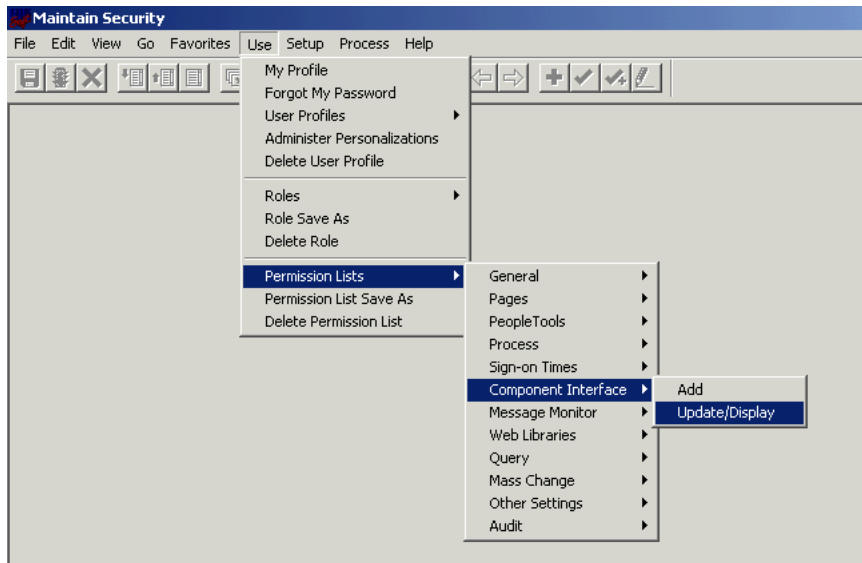 Maintain Security
File Edit View Go Favorites Use Setup Process Help
My Profile
Forgot My Password
User Profiles
Administer Personalizations
Delete User Profile
Roles
Role Save As
Delete Role
Permission Lists
Permission List Save As
Delete Permission List
General
Pages
PeopleTools
Process
Sign-on Times
Component Interface
Message Monitor
Web Libraries
Query
Mass Change
Other Settings
Audit
Add
Update/Display